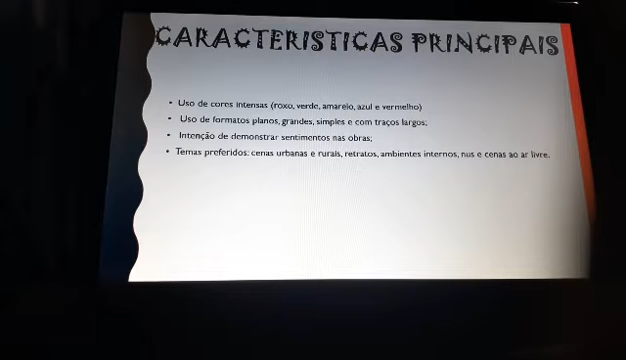 CARACTERISTICAS PRINCIPAIS
• Uso de cores intensas (roxo, verde, amarelo, azul e vermelho)
• Uso de formatos planos, grandes, simples e com traços largos;
• Intenção de demonstrar sentimentos nas obras;
• Temas preferidos: cenas urbanas e rurais, retratos, ambientes internos, nus e cenas ao ar livre.